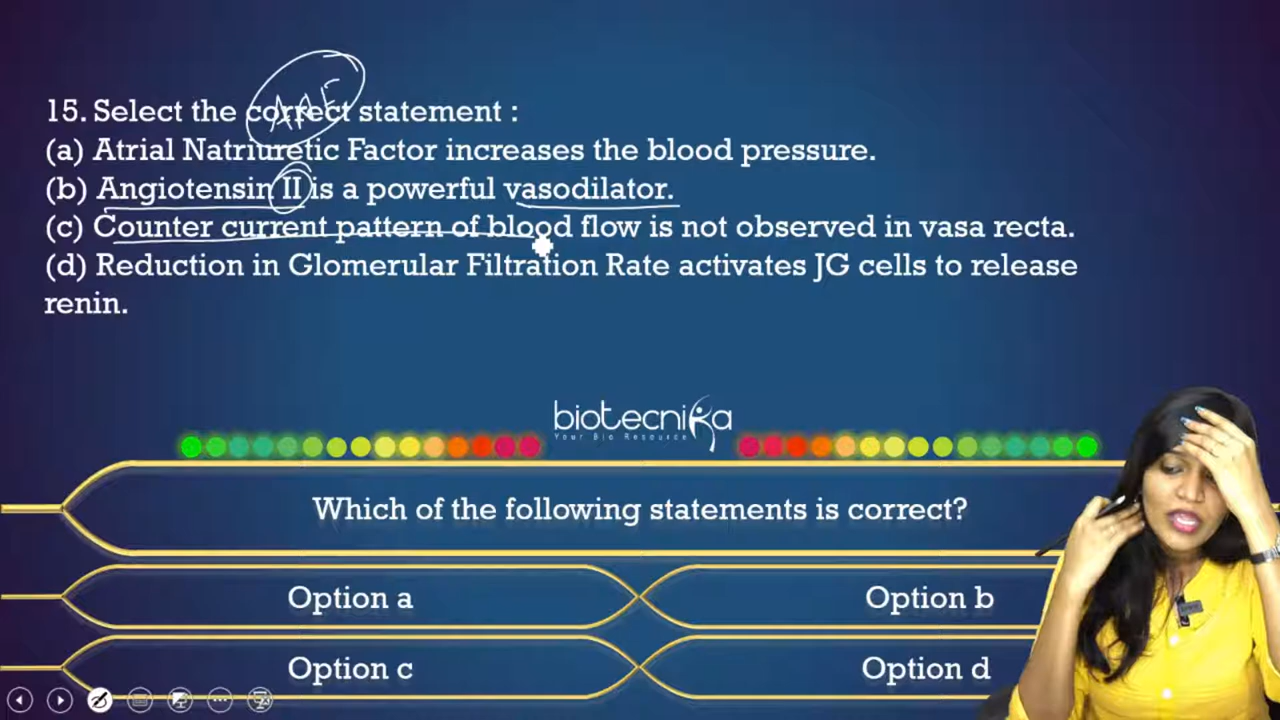 15. Select the correct statement :
ANF
(a) Atrial Natriuretic Factor increases the blood pressure.
(b) Angiotensin II is a powerful vasodilator.
(c) Counter current pattern of blood flow is not observed in vasa recta.
(d) Reduction in Glomerular Filtration Rate activates JG cells to release
renin.
biotecnika
Your Bio Resource
Which of the following statements is correct?
Option a
Option b
Option c
Option d